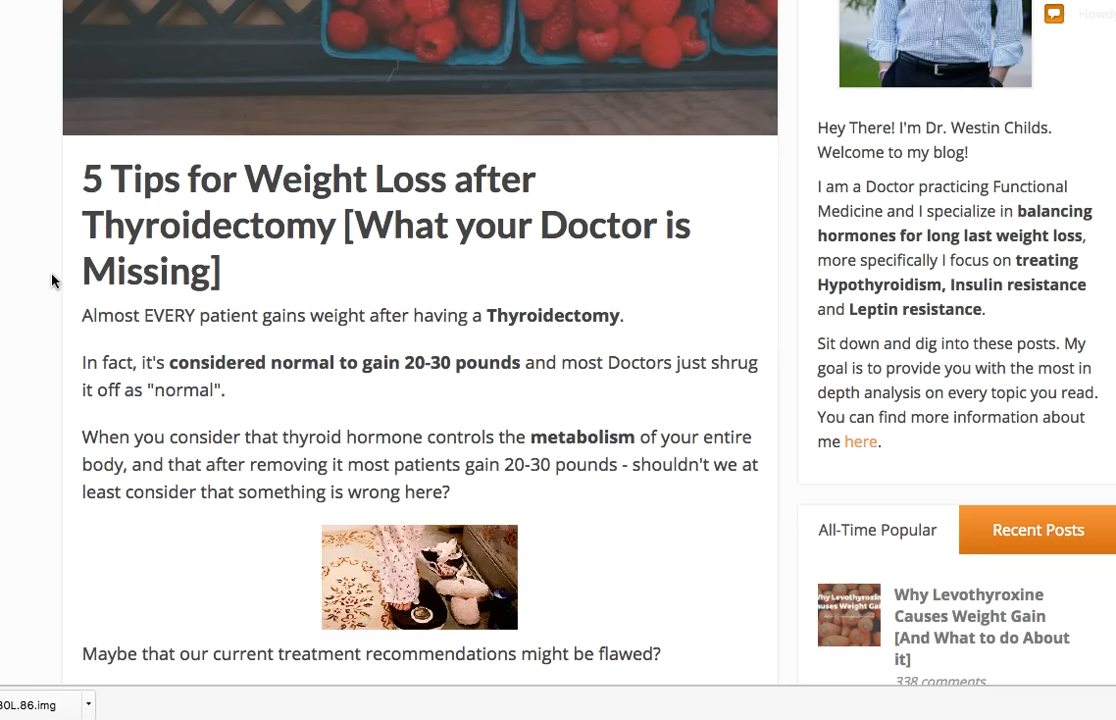 5 Tips for Weight Loss after
Thyroidectomy [What your Doctor is
Missing]
Almost EVERY patient gains weight after having a Thyroidectomy.
In fact, it's considered normal to gain 20-30 pounds and most Doctors just shrug
it off as "normal".
When you consider that thyroid hormone controls the metabolism of your entire
body, and that after removing it most patients gain 20-30 pounds - shouldn't we at
least consider that something is wrong here?
Maybe that our current treatment recommendations might be flawed?
Hey There! I'm Dr. Westin Childs.
Welcome to my blog!
I am a Doctor practicing Functional
Medicine and I specialize in balancing
hormones for long last weight loss,
more specifically I focus on treating
Hypothyroidism, Insulin resistance
and Leptin resistance.
Sit down and dig into these posts. My
goal is to provide you with the most in
depth analysis on every topic you read.
You can find more information about
me here.
All-Time Popular
Recent Posts
Why Levothyroxine
Causes Weight Gain
[And What to do About
it]
338 comments
30L.86.img